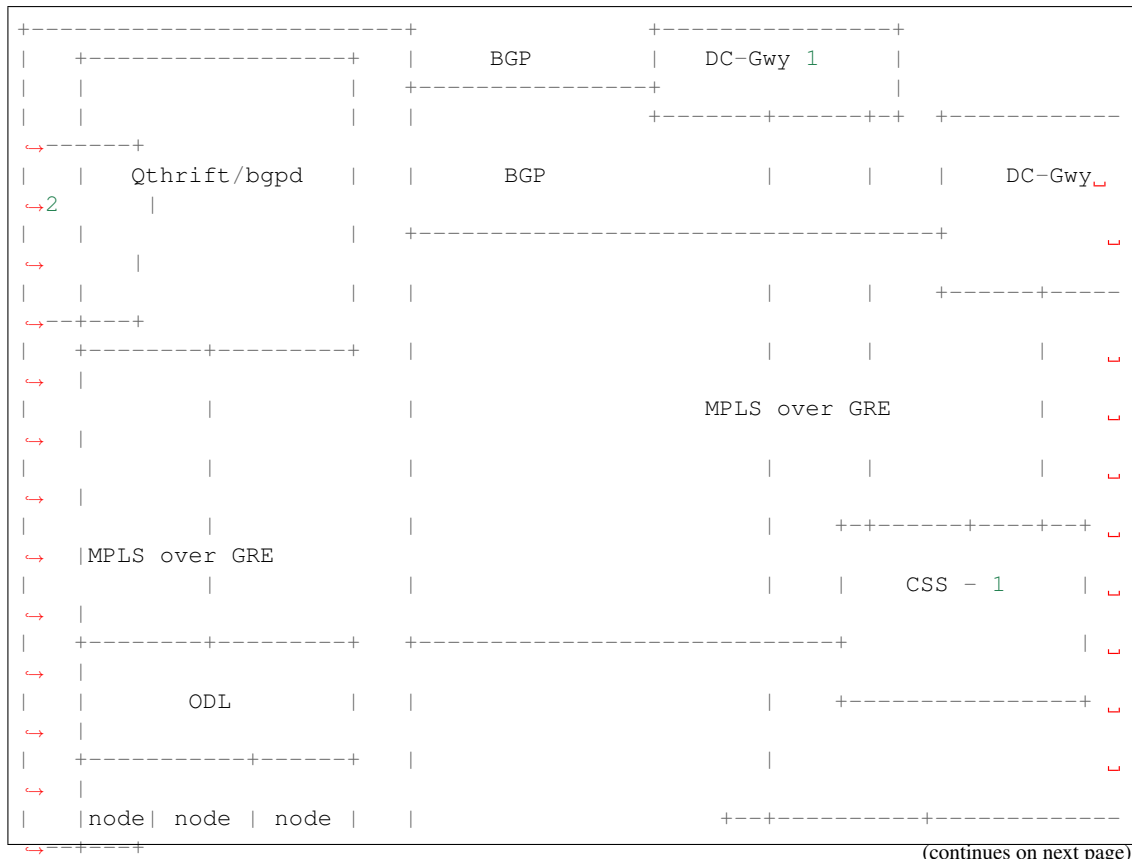 +--------------------------+                +----------------+
|   +------------------+   |     BGP        |   DC-Gwy 1     |
|   |                  |   +----------------+                |
|   |                  |   |                +-------+------+-+  +------------
↪------+
|   |   Qthrift/bgpd   |   |      BGP               |      |    |    DC-Gwy␣
↪2       |
|   |                  |   +-----------------------------------+           ␣
↪      |
|   |                  |   |                        |      |    +------+-----
↪--+---+
|   +--------+---------+   |                        |      |           |    ␣
↪  |
|            |             |                    MPLS over GRE          |    ␣
↪  |
|            |             |                        |      |           |    ␣
↪  |
|            |             |                        |    +-+------+----+--+ ␣
↪  |MPLS over GRE
|            |             |                        |    |    CSS - 1     | ␣
↪  |
|   +--------+---------+   +-----------------------------+                | ␣
↪  |
|   |       ODL        |   |                        |    +----------------+ ␣
↪  |
|   +-----------+------+   |                        |                       ␣
↪  |
|   |node| node | node |   |                     +--+----------+-------------
↪--+---+
(continues on next page)